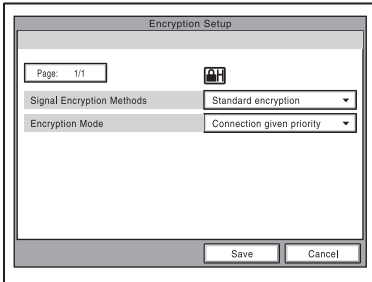 Encryption Setup
Page: 1/1
H
Signal Encryption Methods Standard encryption
Encryption Mode Connection given priority
Save Cancel